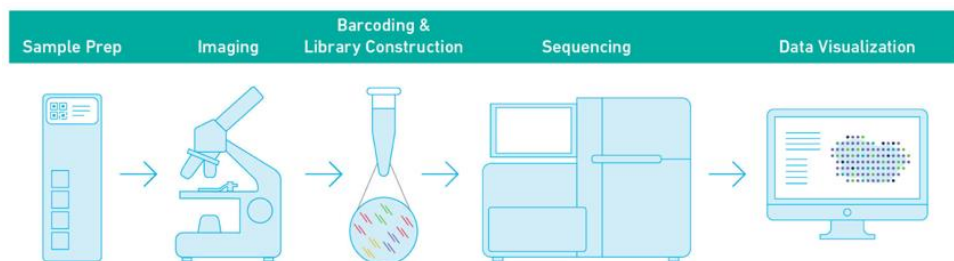 Sample Prep
Imaging
Barcoding &
Library Construction
Sequencing
Data Visualization